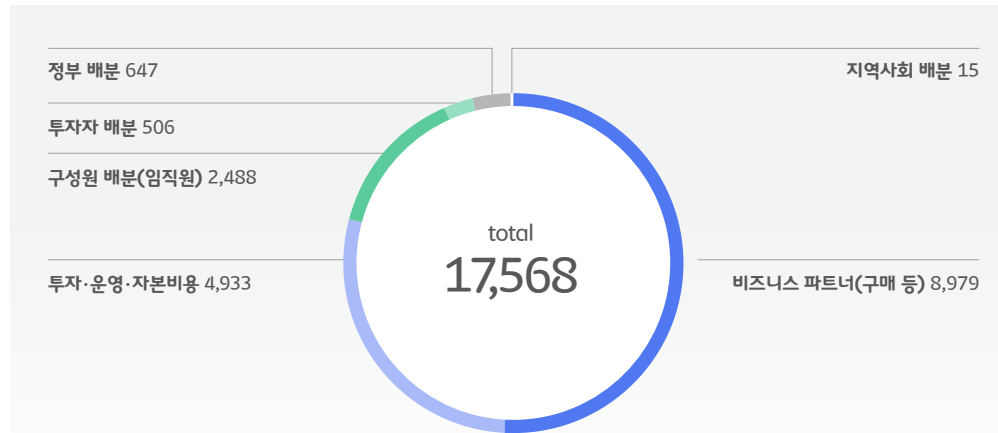 정부 배분 647
지역사회 배분 15
투자자 배분 506
구성원 배분(임직원) 2,488
total
17,568
투자·운영·자본비용 4,933
비즈니스 파트너(구매 등) 8,979